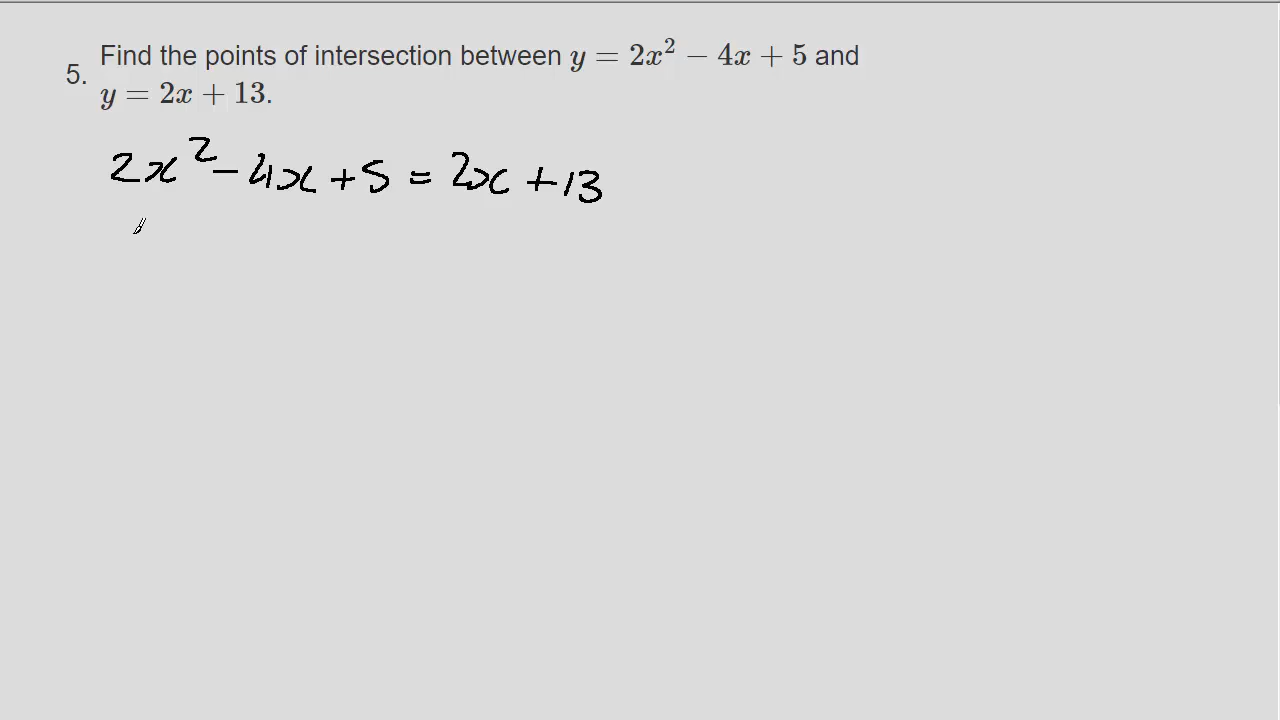 5. Find the points of intersection between y = 2x² − 4x + 5 and
y = 2x + 13.
2x² − 4x + 5 = 2x + 13